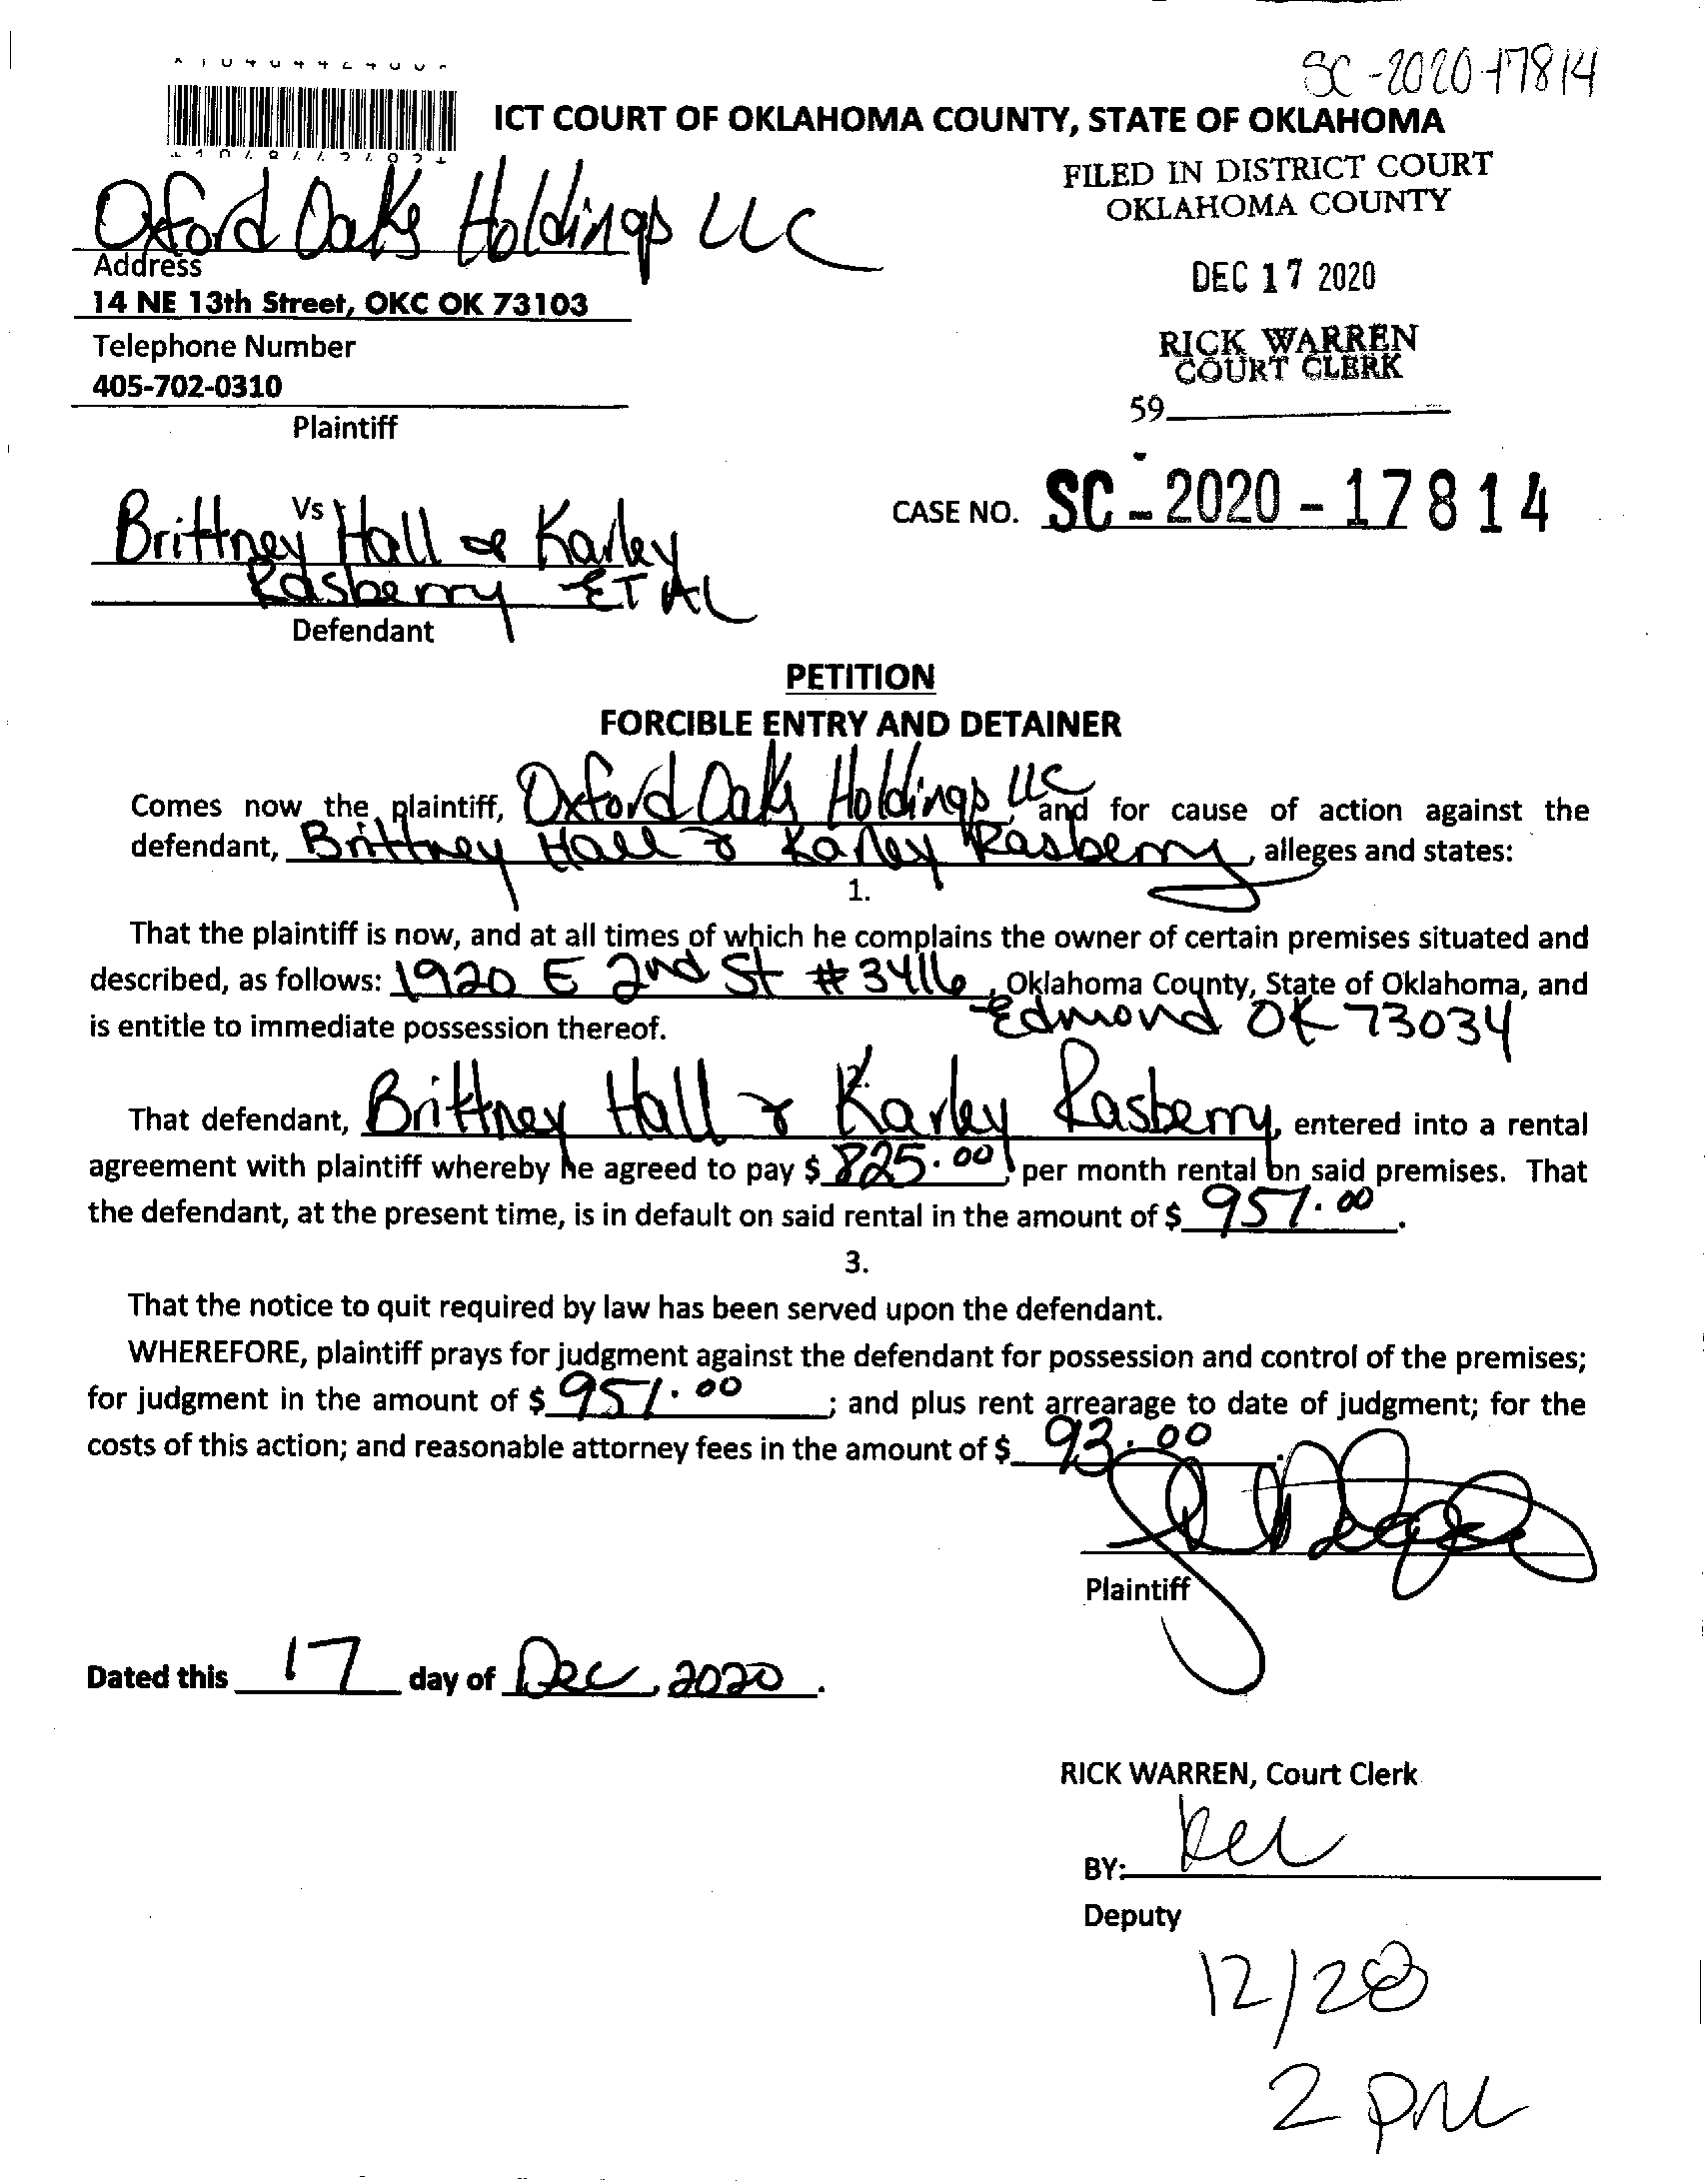 SC-2020-17814
ICT COURT OF OKLAHOMA COUNTY, STATE OF OKLAHOMA
FILED IN DISTRICT COURT
OKLAHOMA COUNTY
Oxford Oaks Holdings LLC
Address
14 NE 13th Street, OKC OK 73103
DEC 17 2020
Telephone Number
405-702-0310
RICK WARREN
COURT CLERK
59
Plaintiff
Vs
CASE NO. SC-2020-17814
Brittney Hall & Karley
Rasberry ET AL
Defendant
PETITION
FORCIBLE ENTRY AND DETAINER
Comes now the plaintiff, Oxford Oaks Holdings LLC, and for cause of action against the
defendant, Brittney Hall & Karley Rasberry, alleges and states:
1.
That the plaintiff is now, and at all times of which he complains the owner of certain premises situated and
described, as follows: 1920 E 2nd St #3416, Oklahoma County, State of Oklahoma, and
Edmond OK 73034
is entitle to immediate possession thereof.
2.
That defendant, Brittney Hall & Karley Rasberry, entered into a rental
agreement with plaintiff whereby he agreed to pay $ 825.00 per month rental on said premises. That
the defendant, at the present time, is in default on said rental in the amount of $ 957.00.
3.
That the notice to quit required by law has been served upon the defendant.
WHEREFORE, plaintiff prays for judgment against the defendant for possession and control of the premises;
for judgment in the amount of $ 957.00; and plus rent arrearage to date of judgment; for the
costs of this action; and reasonable attorney fees in the amount of $ 93.00.
Plaintiff
Dated this 17 day of Dec, 2020.
RICK WARREN, Court Clerk
BY:
Deputy
12/28
2 pm